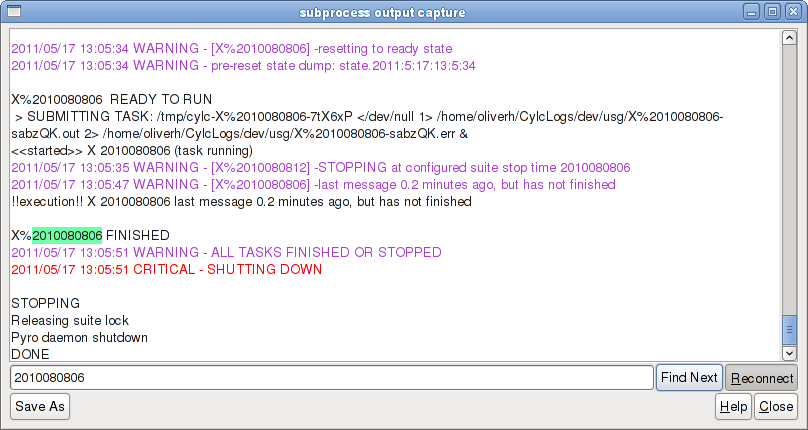 subprocess output capture
2011/05/17 13:05:34 WARNING - [X%2010080806] -resetting to ready state
2011/05/17 13:05:34 WARNING - pre-reset state dump: state.2011:5:17:13:5:34
X%2010080806  READY TO RUN
> SUBMITTING TASK: /tmp/cylc-X%2010080806-7tX6xP </dev/null 1> /home/oliverh/CylcLogs/dev/usg/X%2010080806-
sabzQK.out 2> /home/oliverh/CylcLogs/dev/usg/X%2010080806-sabzQK.err &
<<started>> X 2010080806 (task running)
2011/05/17 13:05:35 WARNING - [X%2010080812] -STOPPING at configured suite stop time 2010080806
2011/05/17 13:05:47 WARNING - [X%2010080806] -last message 0.2 minutes ago, but has not finished
!!execution!! X 2010080806 last message 0.2 minutes ago, but has not finished
X%2010080806 FINISHED
2011/05/17 13:05:51 WARNING - ALL TASKS FINISHED OR STOPPED
2011/05/17 13:05:51 CRITICAL - SHUTTING DOWN
STOPPING
Releasing suite lock
Pyro daemon shutdown
DONE
2010080806 Find Next Reconnect
Save As Help Close